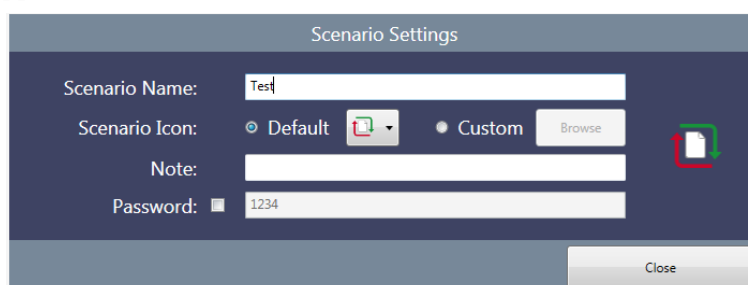 Scenario Settings
Scenario Name: Test
Scenario Icon: Default Custom Browse
Note:
Password: 1234
Close